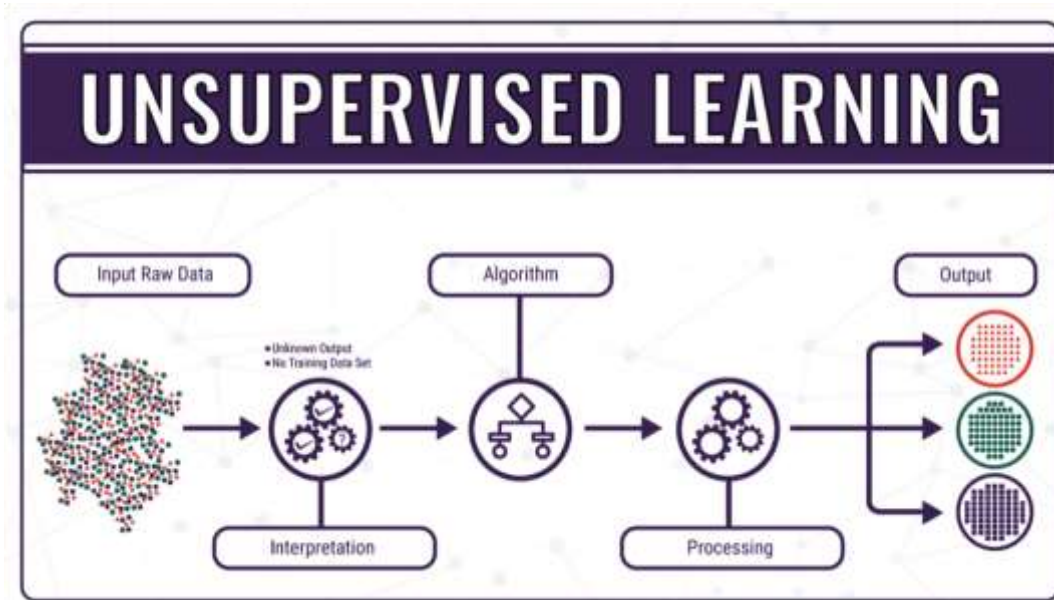 UNSUPERVISED LEARNING
Input Raw Data
Algorithm
Output
•Unknown Output
•No Training Data Set
?
Interpretation
Processing